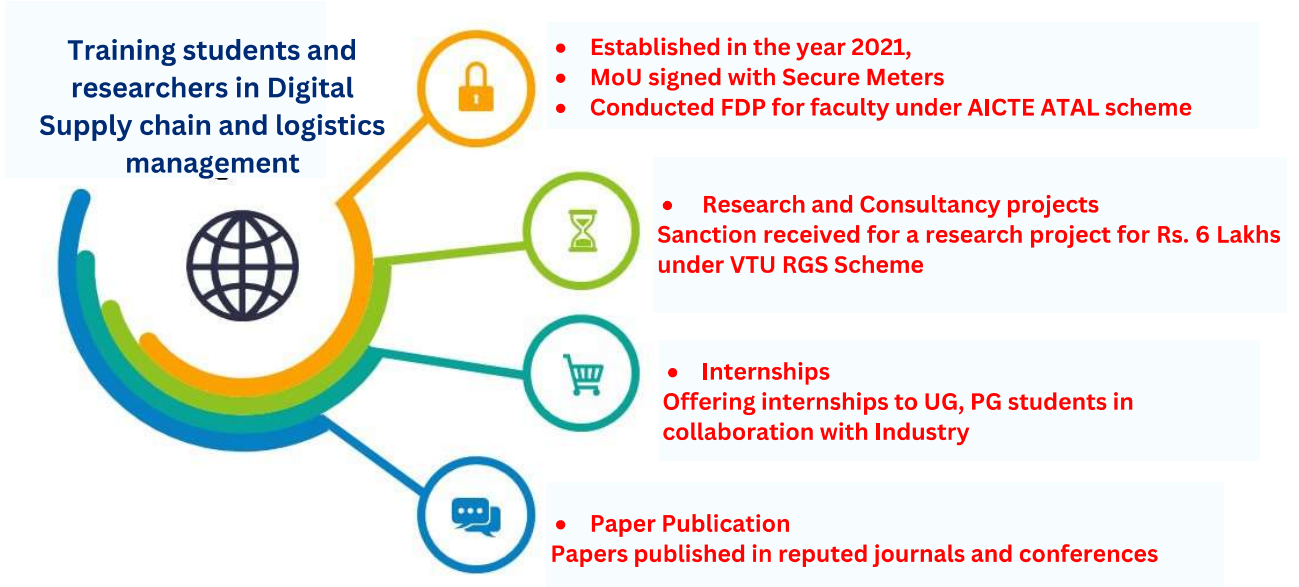 Training students and
researchers in Digital
Supply chain and logistics
management
• Established in the year 2021,
• MoU signed with Secure Meters
• Conducted FDP for faculty under AICTE ATAL scheme
• Research and Consultancy projects
Sanction received for a research project for Rs. 6 Lakhs
under VTU RGS Scheme
• Internships
Offering internships to UG, PG students in
collaboration with Industry
• Paper Publication
Papers published in reputed journals and conferences